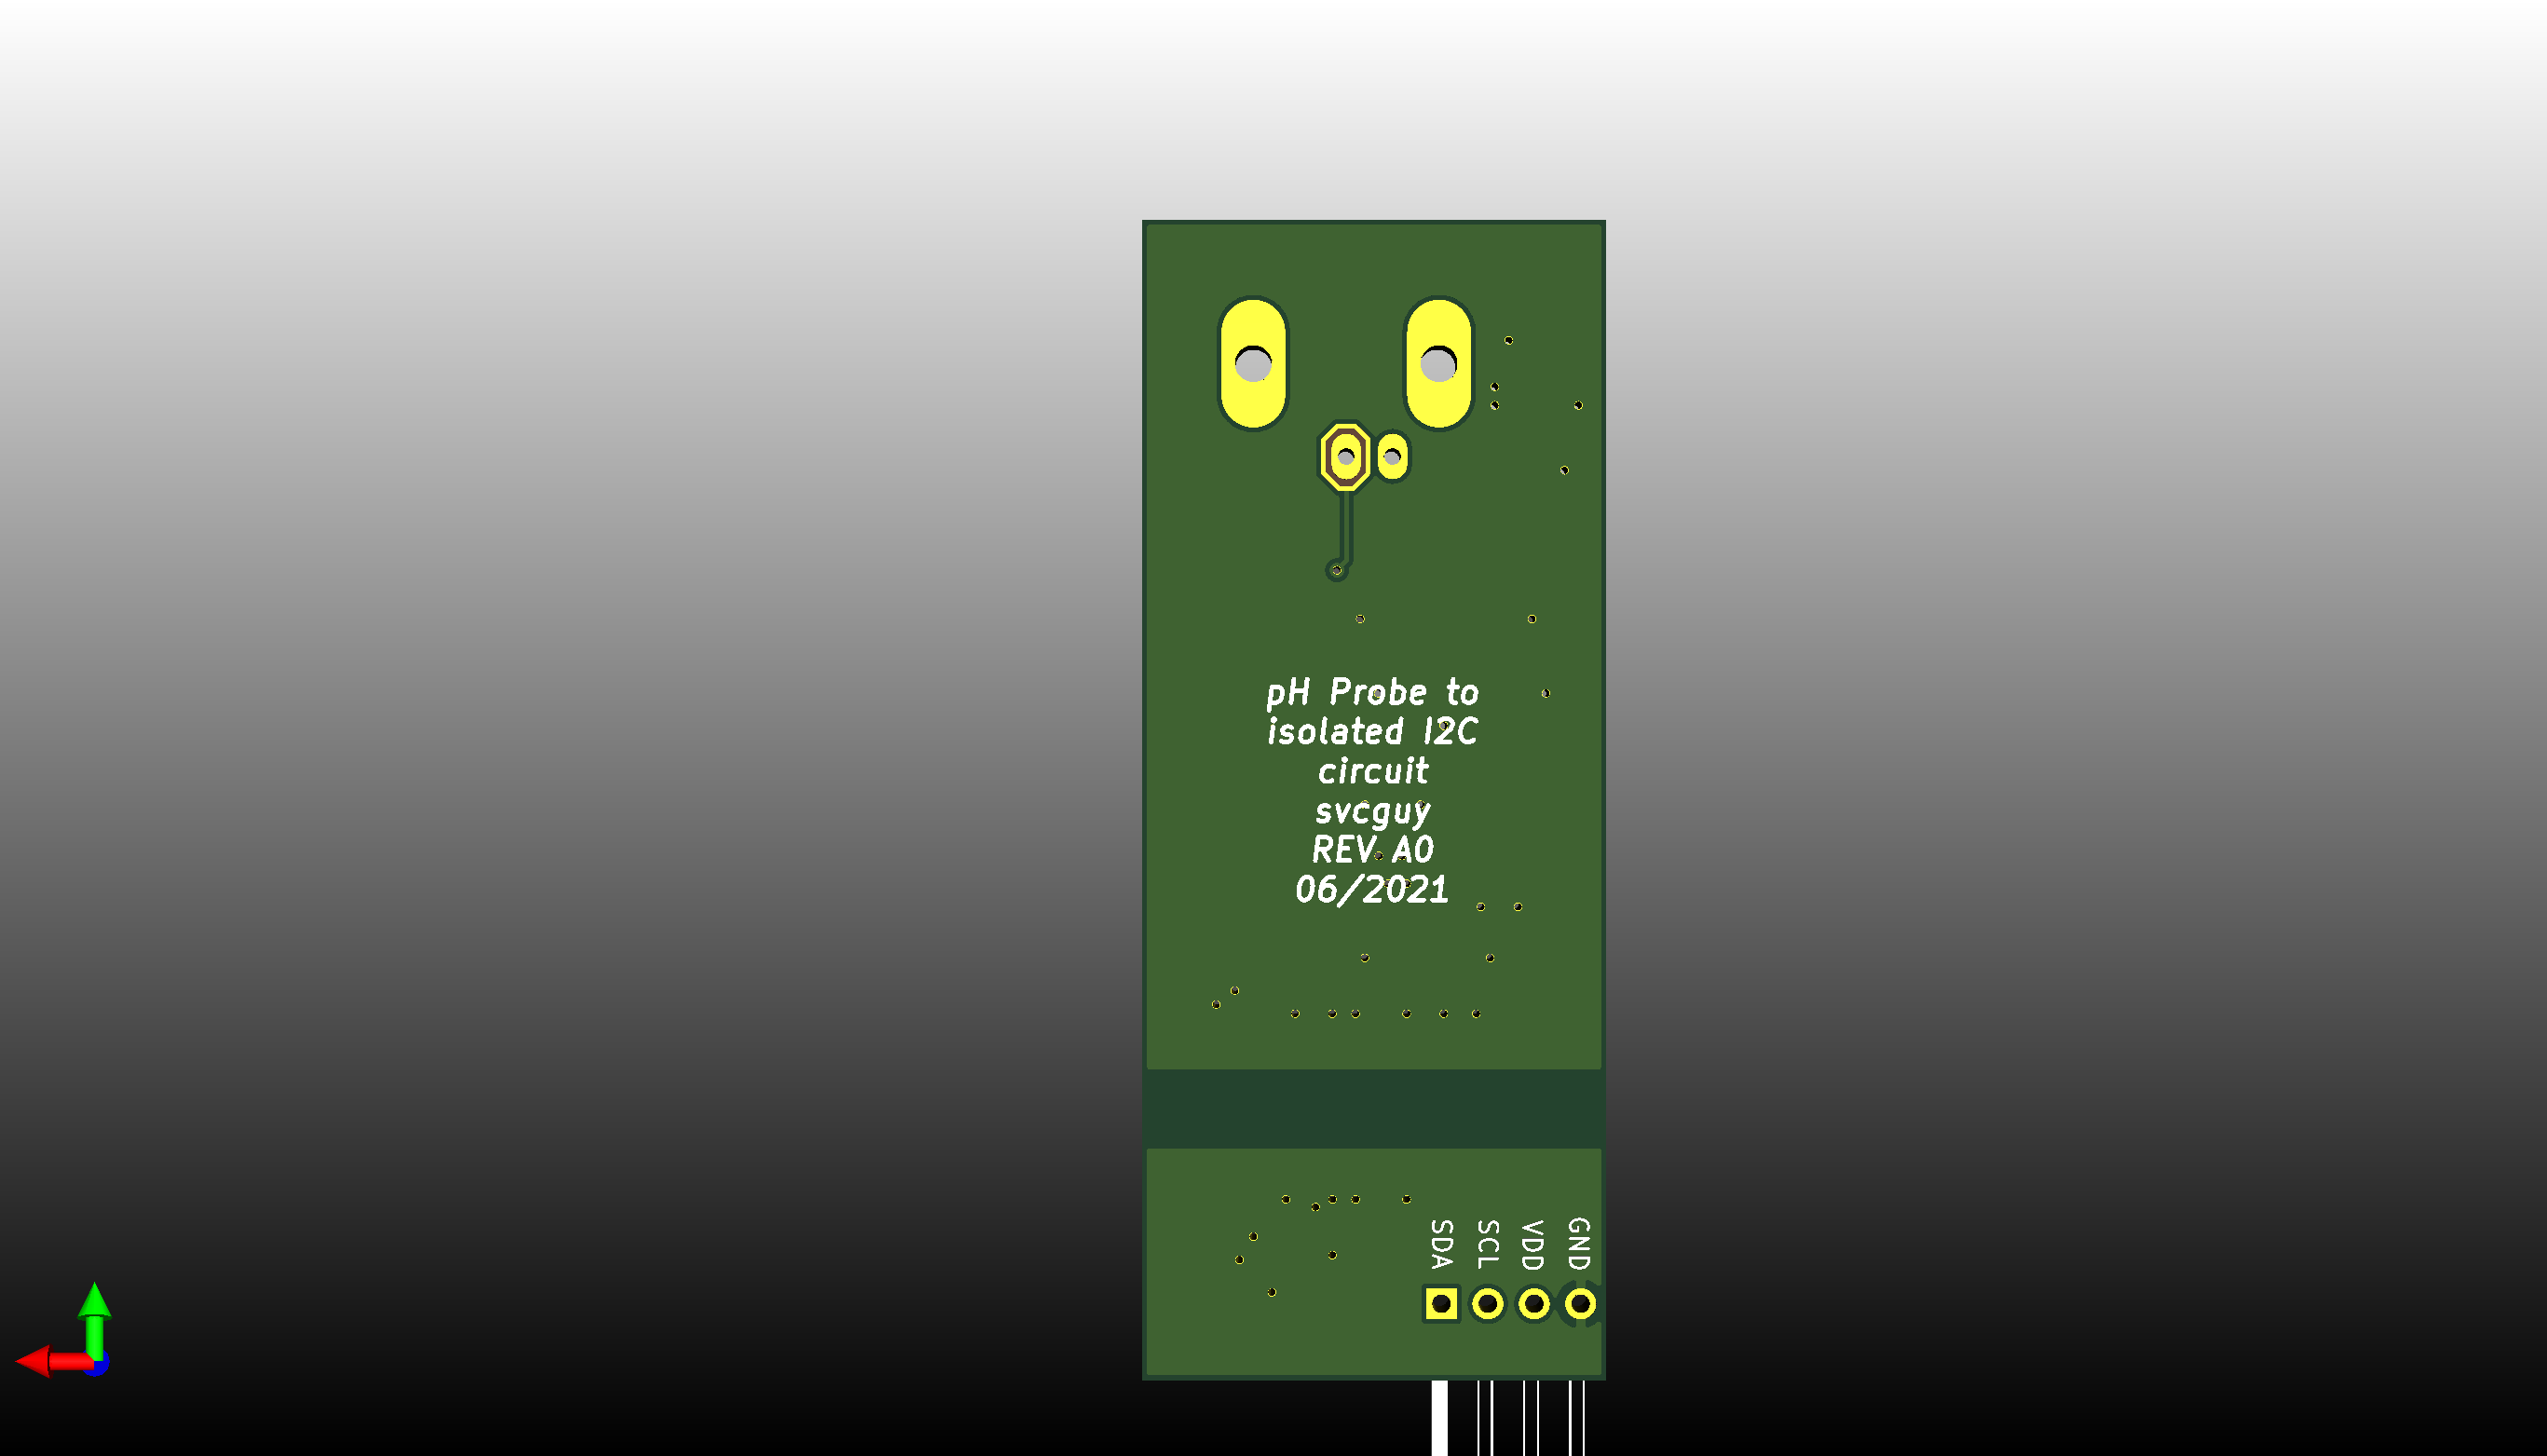 pH Probe to
isolated I2C
circuit
svcguy
REV A0
06/2021
SDA
SCL
VDD
GND